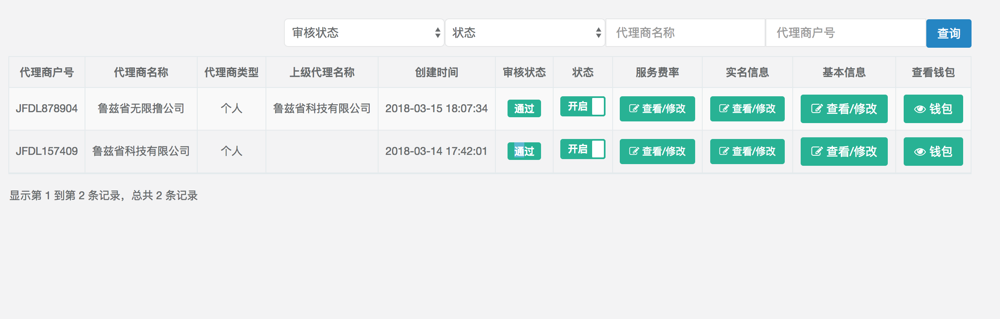 审核状态 状态 代理商名称 代理商户号 查询
代理商户号 代理商名称 代理商类型 上级代理名称 创建时间 审核状态 状态 服务费率 实名信息 基本信息 查看钱包
JFDL878904 鲁兹省无限撸公司 个人 鲁兹省科技有限公司 2018-03-15 18:07:34 通过 开启 查看/修改 查看/修改 查看/修改 钱包
JFDL157409 鲁兹省科技有限公司 个人 2018-03-14 17:42:01 通过 开启 查看/修改 查看/修改 查看/修改 钱包
显示第 1 到第 2 条记录，总共 2 条记录